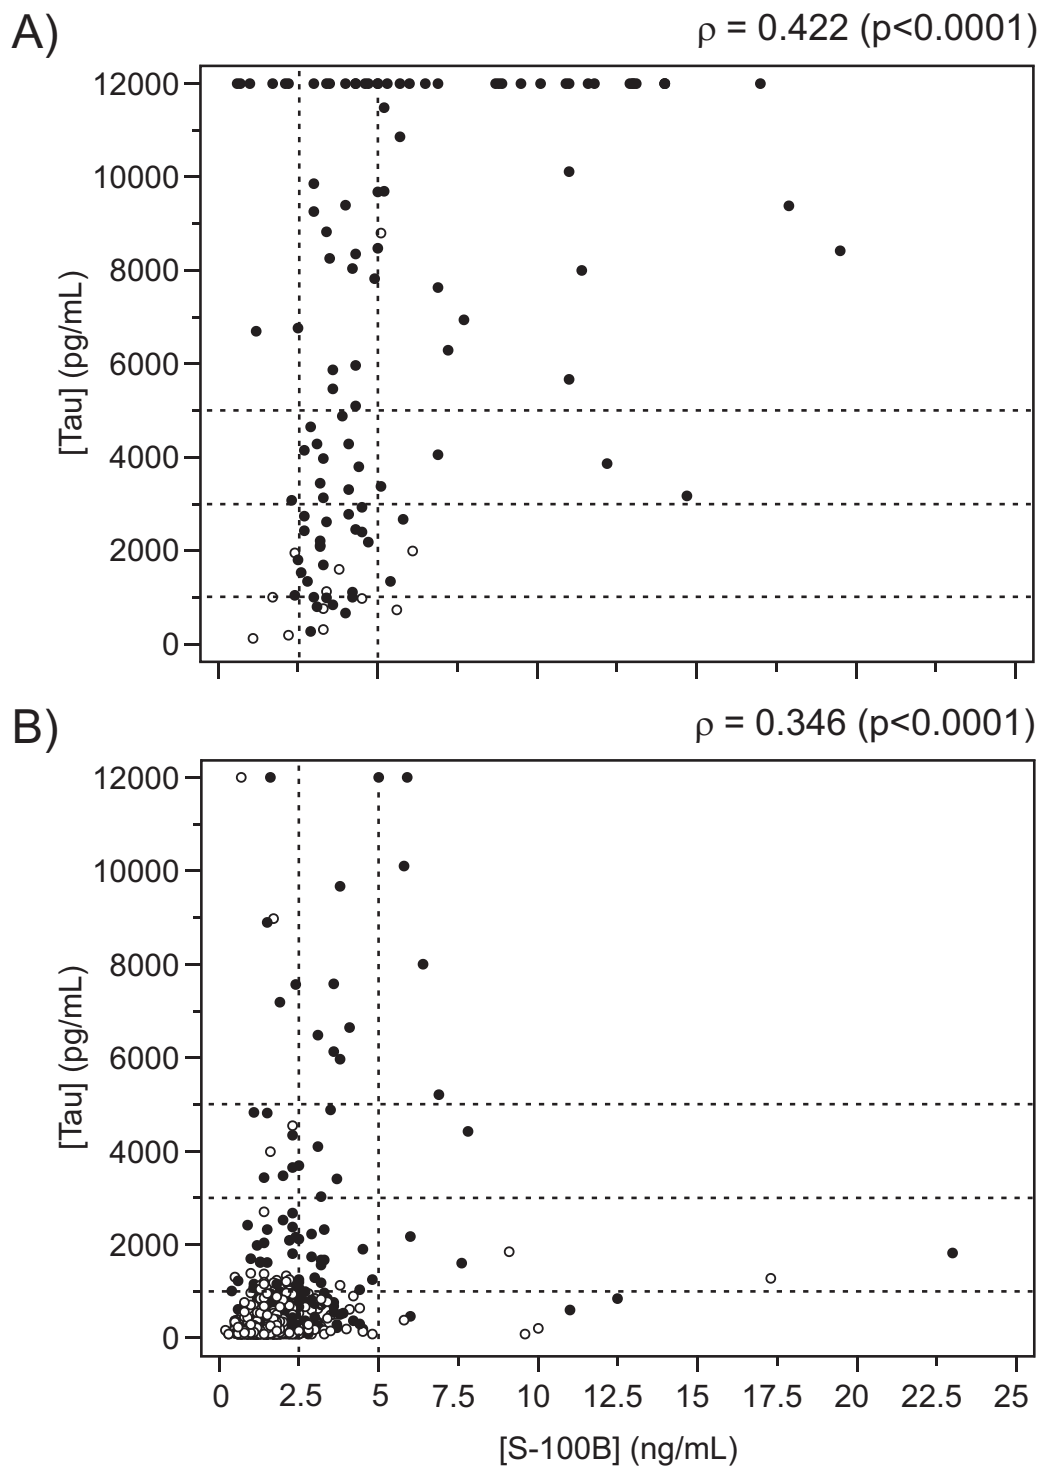 A)
ρ = 0.422 (p<0.0001)
12000
10000
8000
6000
4000
2000
0
[Tau] (pg/mL)
B)
ρ = 0.346 (p<0.0001)
12000
10000
8000
6000
4000
2000
0
[Tau] (pg/mL)
0 2.5 5 7.5 10 12.5 15 17.5 20 22.5 25
[S-100B] (ng/mL)